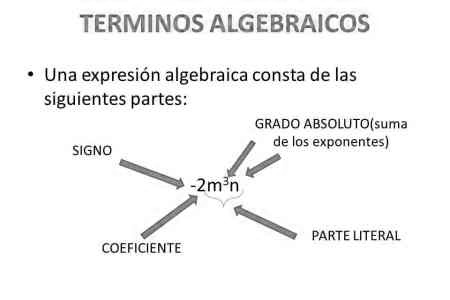 TERMINOS ALGEBRAICOS
• Una expresión algebraica consta de las
siguientes partes:
GRADO ABSOLUTO(suma
de los exponentes)
SIGNO
-2m³n
PARTE LITERAL
COEFICIENTE